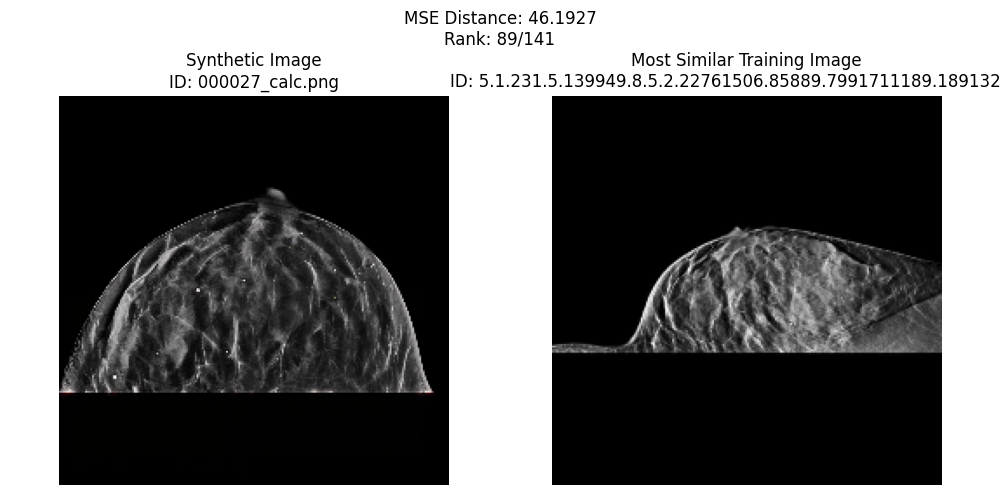 MSE Distance: 46.1927
Rank: 89/141
Synthetic Image
ID: 000027_calc.png
Most Similar Training Image
ID: 5.1.231.5.139949.8.5.2.22761506.85889.7991711189.189132